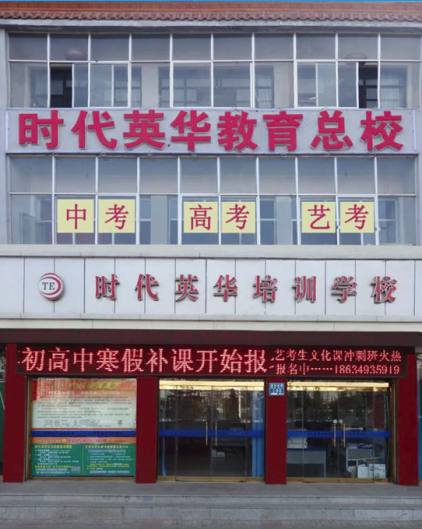 时代英华教育总校
中考 高考 艺考
TE 时代英华培训学校
初高中寒假补课开始报
艺考生文化课冲刺班火热
报名中……18634935919